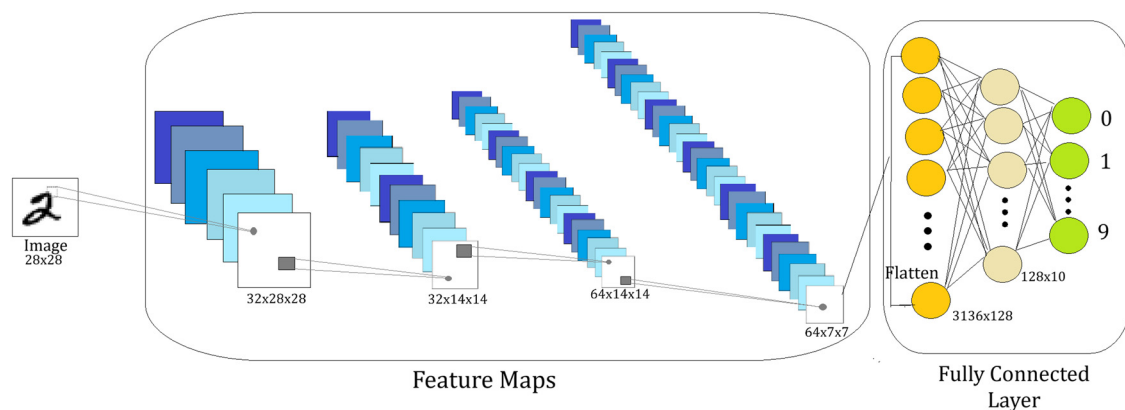 Image
28x28
32x28x28
32x14x14
64x14x14
64x7x7
Feature Maps
Flatten
3136x128
128x10
0
1
9
Fully Connected
Layer